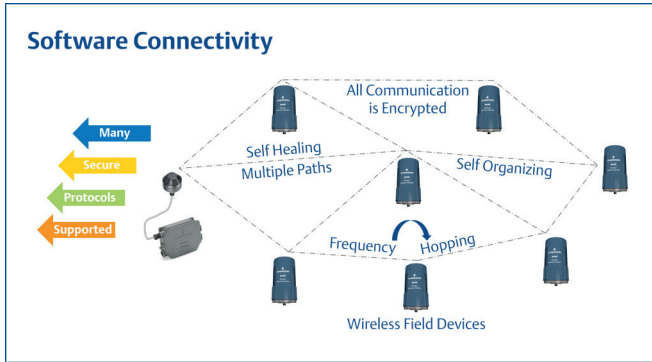 Software Connectivity
All Communication
is Encrypted
Many
Secure
Protocols
Supported
Self Healing
Multiple Paths
Self Organizing
Frequency
Hopping
Wireless Field Devices